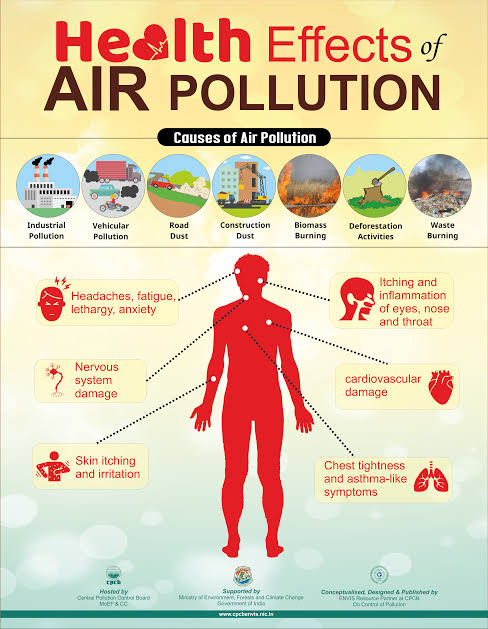 Health Effects of
AIR POLLUTION
Causes of Air Pollution
Industrial
Pollution
Vehicular
Pollution
Road
Dust
Construction
Dust
Biomass
Burning
Deforestation
Activities
Waste
Burning
Headaches, fatigue,
lethargy, anxiety
Itching and
inflammation
of eyes, nose
and throat
Nervous
system
damage
cardiovascular
damage
Skin itching
and irritation
Chest tightness
and asthma-like
symptoms
cpcb
Hosted by
Central Pollution Control Board
MoEF & CC
Supported by
Ministry of Environment, Forests and Climate Change
Government of India
Conceptualised, Designed & Published by
ENVIS Resource Partner at CPCB
On Control of Pollution
www.cpcbenvis.nic.in